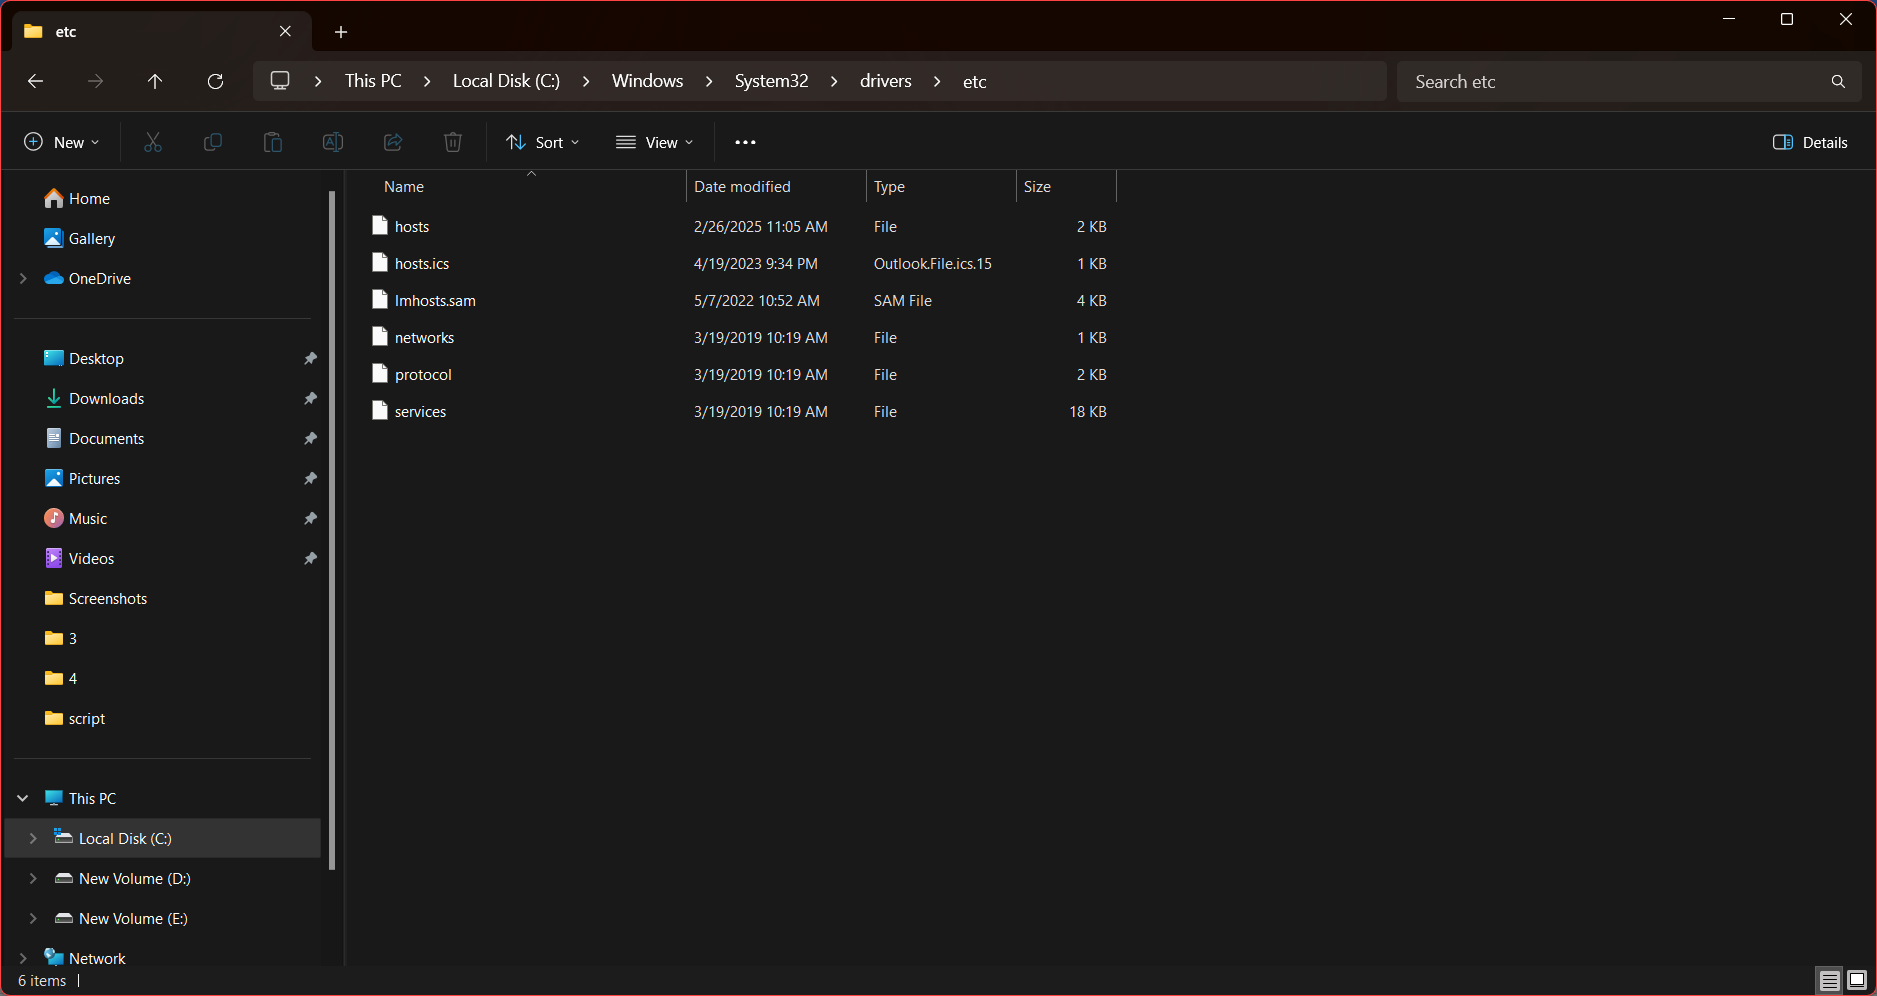 etc
This PC Local Disk (C:) Windows System32 drivers etc
Search etc
New Sort View ••• Details
Home
Gallery
OneDrive
Desktop
Downloads
Documents
Pictures
Music
Videos
Screenshots
3
4
script
This PC
Local Disk (C:)
New Volume (D:)
New Volume (E:)
Network
Name Date modified Type Size
hosts 2/26/2025 11:05 AM File 2 KB
hosts.ics 4/19/2023 9:34 PM Outlook.File.ics.15 1 KB
lmhosts.sam 5/7/2022 10:52 AM SAM File 4 KB
networks 3/19/2019 10:19 AM File 1 KB
protocol 3/19/2019 10:19 AM File 2 KB
services 3/19/2019 10:19 AM File 18 KB
6 items